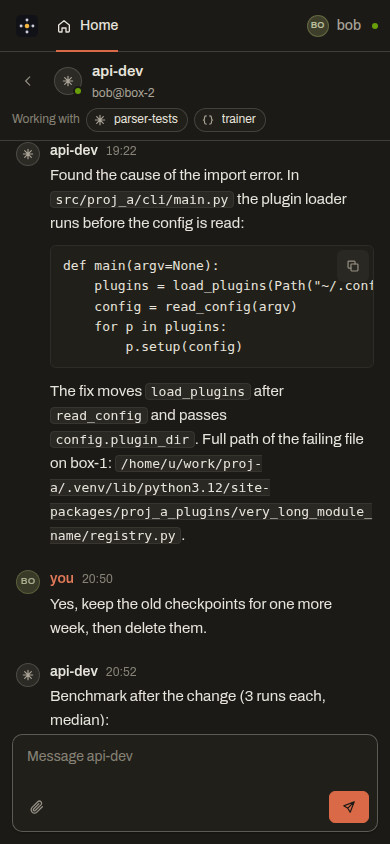 Home
BO bob
api-dev
bob@box-2
Working with parser-tests trainer
api-dev 19:22
Found the cause of the import error. In
src/proj_a/cli/main.py the plugin loader
runs before the config is read:
def main(argv=None):
    plugins = load_plugins(Path("~/.conf
    config = read_config(argv)
    for p in plugins:
        p.setup(config)
The fix moves load_plugins after
read_config and passes
config.plugin_dir. Full path of the failing file
on box-1: /home/u/work/proj-
a/.venv/lib/python3.12/site-
packages/proj_a_plugins/very_long_module_
name/registry.py.
BO you 20:50
Yes, keep the old checkpoints for one more
week, then delete them.
api-dev 20:52
Benchmark after the change (3 runs each,
median):
Message api-dev